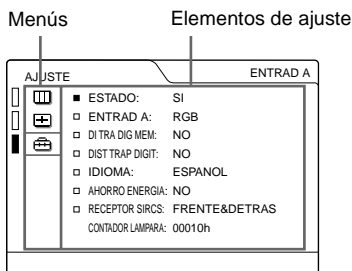 Menús
Elementos de ajuste
AJUSTE
ENTRAD A
ESTADO: SI
ENTRAD A: RGB
DI TRA DIG MEM: NO
DIST TRAP DIGIT: NO
IDIOMA: ESPANOL
AHORRO ENERGIA: NO
RECEPTOR SIRCS: FRENTE&DETRAS
CONTADOR LAMPARA: 00010h